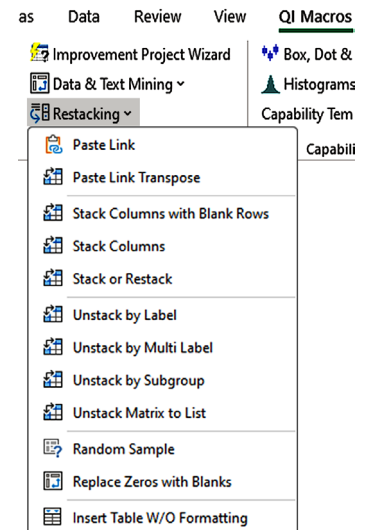 as Data Review View QI Macros
Improvement Project Wizard Box, Dot &
Data & Text Mining Histograms
Restacking Capability Tem
Capabili
Paste Link
Paste Link Transpose
Stack Columns with Blank Rows
Stack Columns
Stack or Restack
Unstack by Label
Unstack by Multi Label
Unstack by Subgroup
Unstack Matrix to List
Random Sample
Replace Zeros with Blanks
Insert Table W/O Formatting